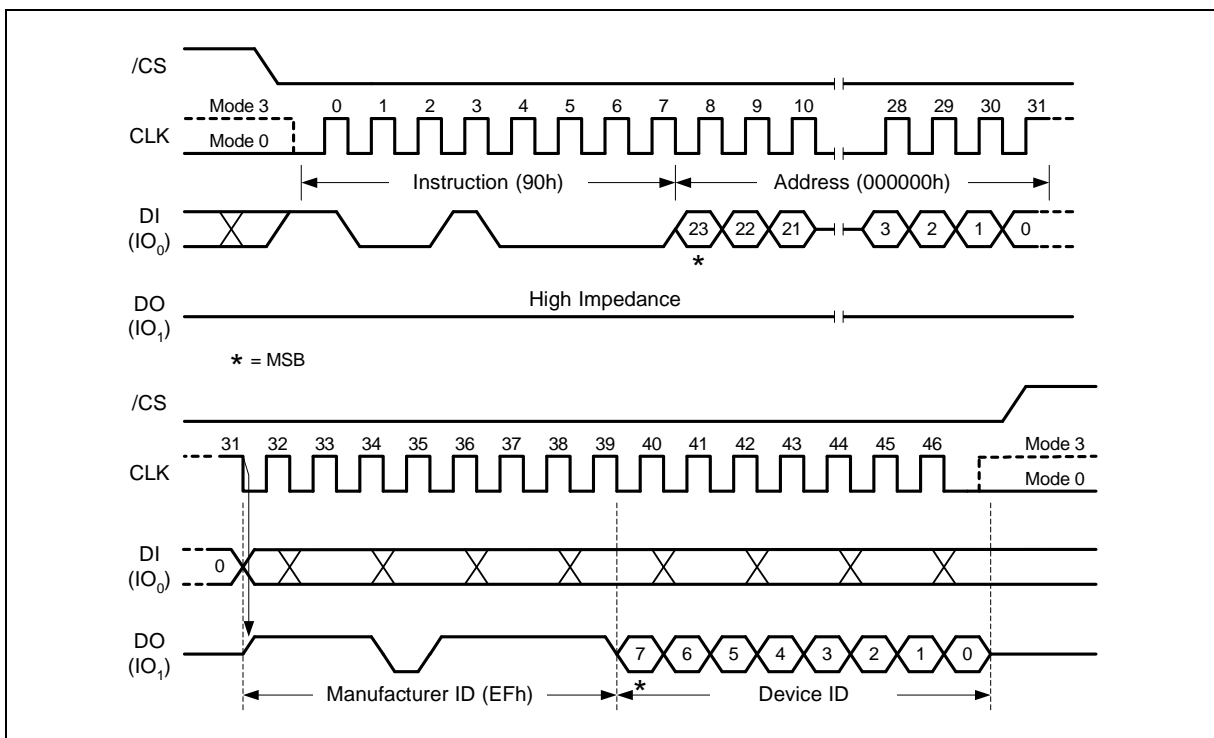 /CS
Mode 3 0 1 2 3 4 5 6 7 8 9 10 28 29 30 31
CLK
Mode 0
Instruction (90h) Address (000000h)
DI
(IO0) 23 22 21 3 2 1 0
*
High Impedance
DO
(IO1)
* = MSB
/CS
31 32 33 34 35 36 37 38 39 40 41 42 43 44 45 46 Mode 3
CLK
Mode 0
DI
(IO0) 0
DO
(IO1) 7 6 5 4 3 2 1 0
*
Manufacturer ID (EFh) Device ID